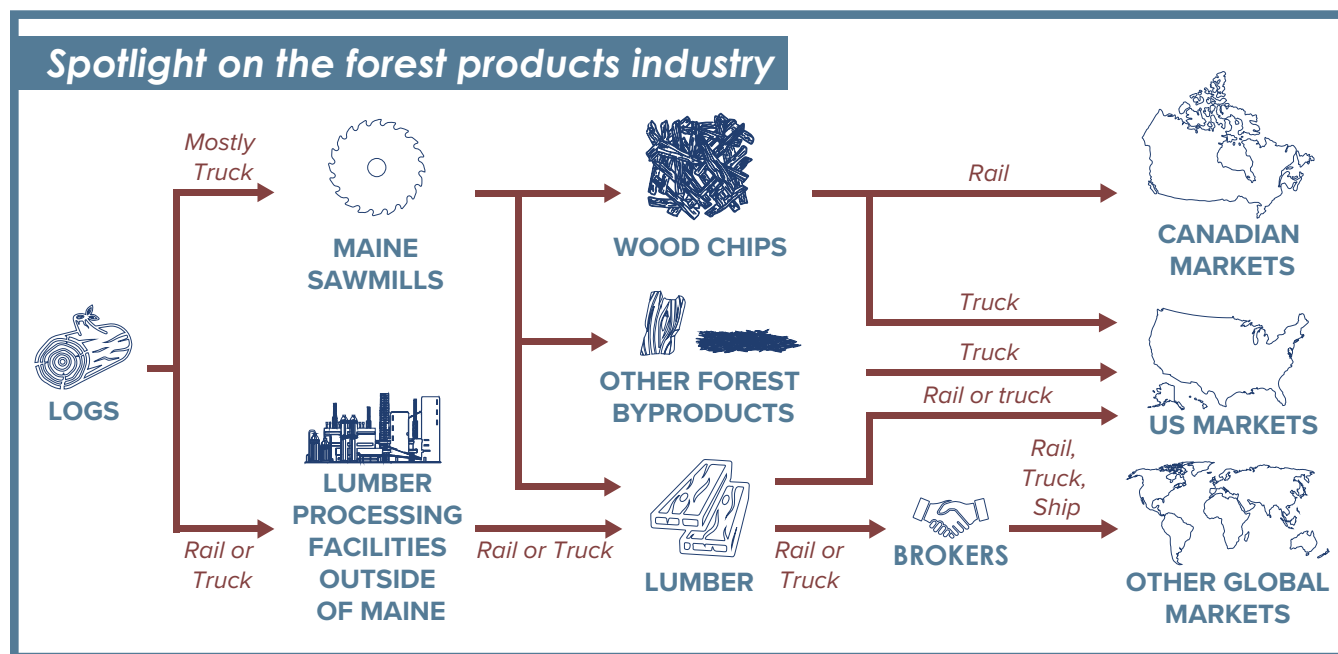 Spotlight on the forest products industry
Mostly
Truck
MAINE
SAWMILLS
WOOD CHIPS
Rail
CANADIAN
MARKETS
LOGS
OTHER FOREST
BYPRODUCTS
Truck
Truck
Rail or truck
US MARKETS
Rail or
Truck
LUMBER
PROCESSING
FACILITIES
OUTSIDE
OF MAINE
Rail or Truck
LUMBER
Rail or
Truck
BROKERS
Rail,
Truck,
Ship
OTHER GLOBAL
MARKETS